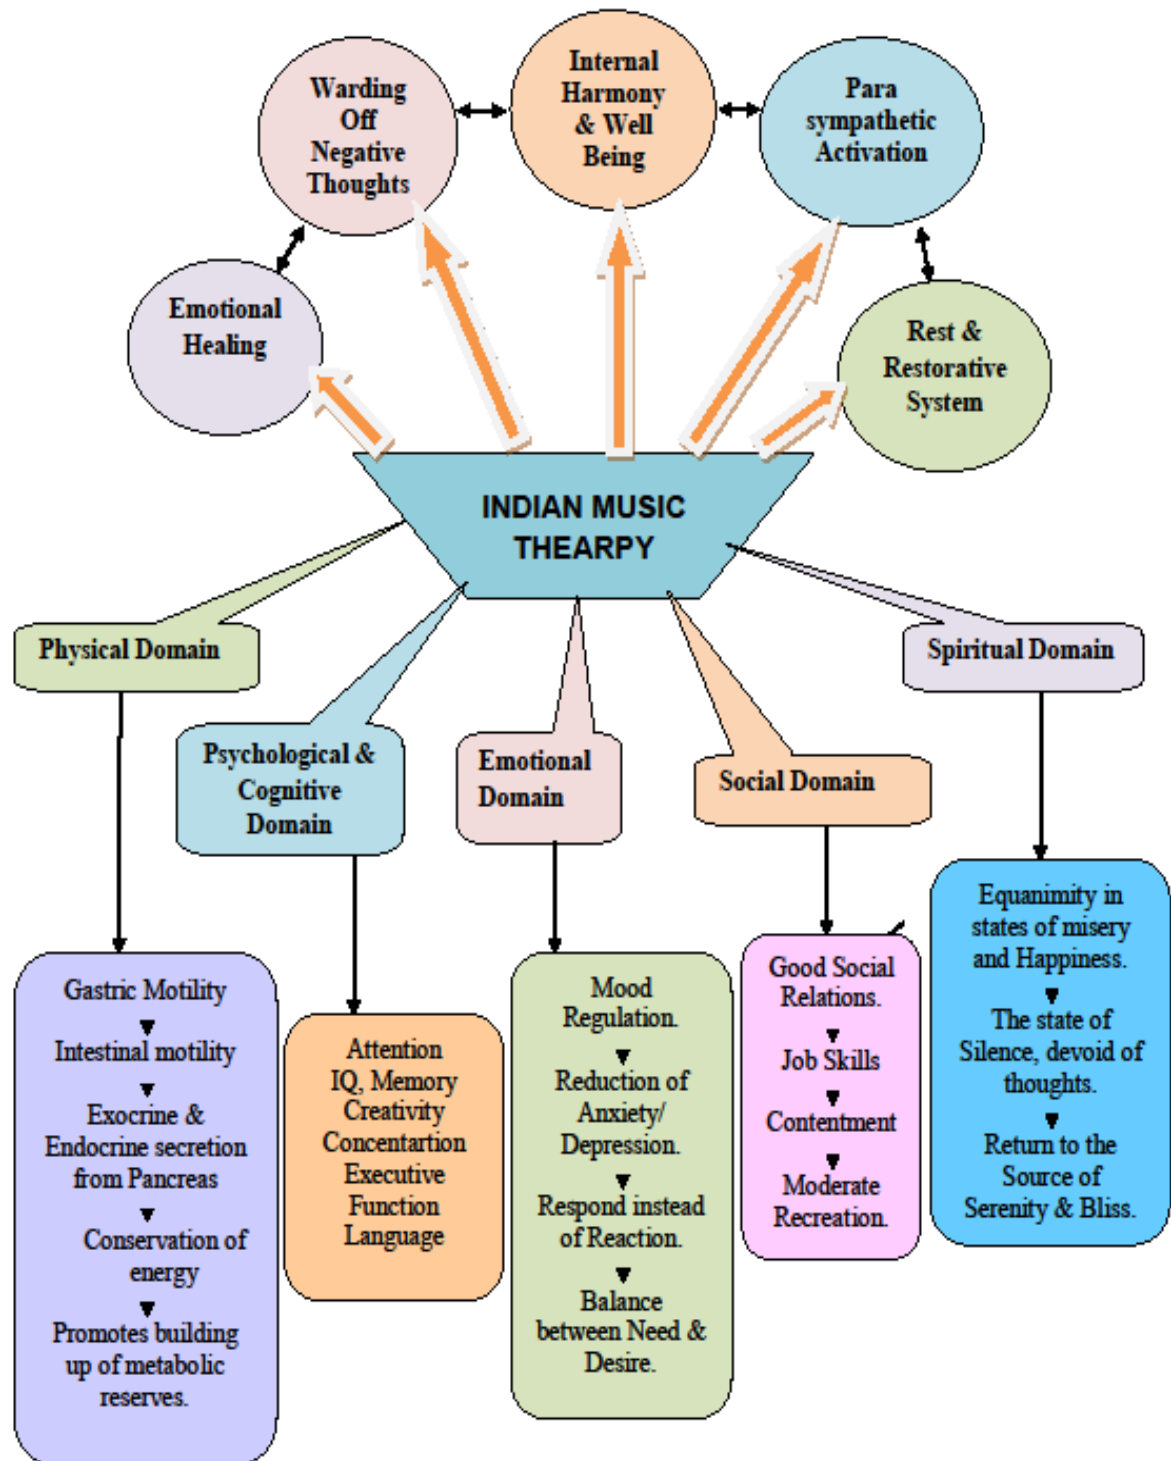 Internal
Harmony
& Well
Being
Warding
Off
Negative
Thoughts
Para
sympathetic
Activation
Emotional
Healing
Rest &
Restorative
System
INDIAN MUSIC
THEARPY
Physical Domain
Psychological &
Cognitive
Domain
Emotional
Domain
Social Domain
Spiritual Domain
Gastric Motility
Intestinal motility
Exocrine &
Endocrine secretion
from Pancreas
Conservation of
energy
Promotes building
up of metabolic
reserves.
Attention
IQ, Memory
Creativity
Concentartion
Executive
Function
Language
Mood
Regulation.
Reduction of
Anxiety/
Depression.
Respond instead
of Reaction.
Balance
between Need &
Desire.
Good Social
Relations.
Job Skills
Contentment
Moderate
Recreation.
Equanimity in
states of misery
and Happiness.
The state of
Silence, devoid of
thoughts.
Return to the
Source of
Serenity & Bliss.